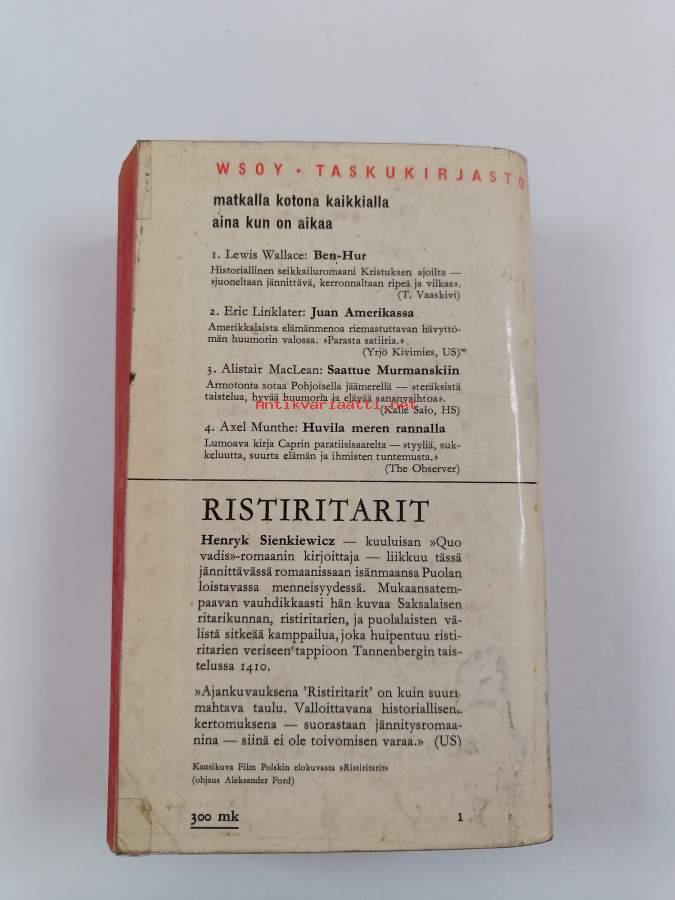 WSOY • TASKUKIRJASTO
matkalla kotona kaikkialla
aina kun on aikaa
1. Lewis Wallace: Ben-Hur
Historiallinen seikkailuromaani Kristuksen ajoilta —
»juoneltaan jännittävä, kerronnaltaan ripeä ja vilkas».
(T. Vaaskivi)
2. Eric Linklater: Juan Amerikassa
Amerikkalaista elämänmenoa riemastuttavan hävyttö-
män huumorin valossa. »Parasta satiiria.»
(Yrjö Kivimies, US)
3. Alistair MacLean: Saattue Murmanskiin
Armotonta sotaa Pohjoisella jäämerellä — »teräksistä
taistelua, hyvää huumoria ja elävää sananvaihtoa».
Antikvariaatti.net
(Kalle Salo, HS)
4. Axel Munthe: Huvila meren rannalla
Lumoava kirja Caprin paratiisisaarelta — »tyyliä, suk-
keluutta, suurta elämän ja ihmisten tuntemusta.»
(The Observer)
RISTIRITARIT
Henryk Sienkiewicz — kuuluisan »Quo
vadis»-romaanin kirjoittaja — liikkuu tässä
jännittävässä romaanissaan isänmaansa Puolan
loistavassa menneisyydessä. Mukaansatem-
paavan vauhdikkaasti hän kuvaa Saksalaisen
ritarikunnan, ristiritarien, ja puolalaisten vä-
listä sitkeää kamppailua, joka huipentuu risti-
ritarien veriseen tappioon Tannenbergin tais-
telussa 1410.
»Ajankuvauksena 'Ristiritarit' on kuin suuri
mahtava taulu. Valloittavana historiallisen
kertomuksena — suorastaan jännitysromaa-
nina — siinä ei ole toivomisen varaa.» (US)
Kansikuva Film Polskin elokuvasta »Ristiritarit»
(ohjaus Aleksander Ford)
300 mk 1